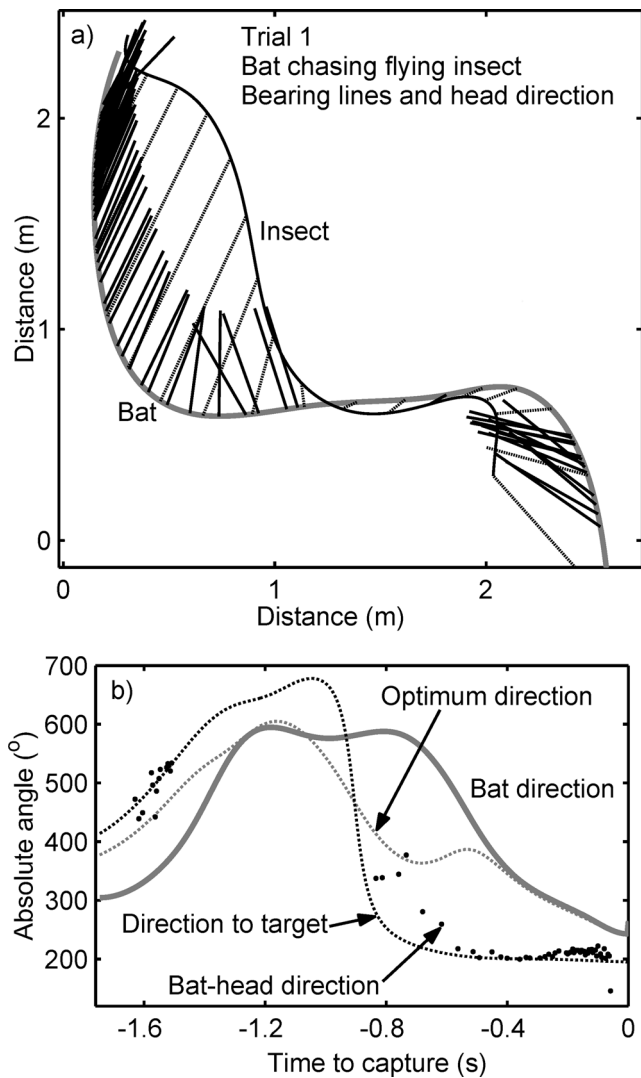 a)
Trial 1
Bat chasing flying insect
Bearing lines and head direction
2
Insect
Distance (m)
1
Bat
0
0
1
2
Distance (m)
700
b)
Optimum direction
600
Bat direction
500
Absolute angle (°)
400
300
Direction to target
200
Bat-head direction
-1.6
-1.2
-0.8
-0.4
0
Time to capture (s)